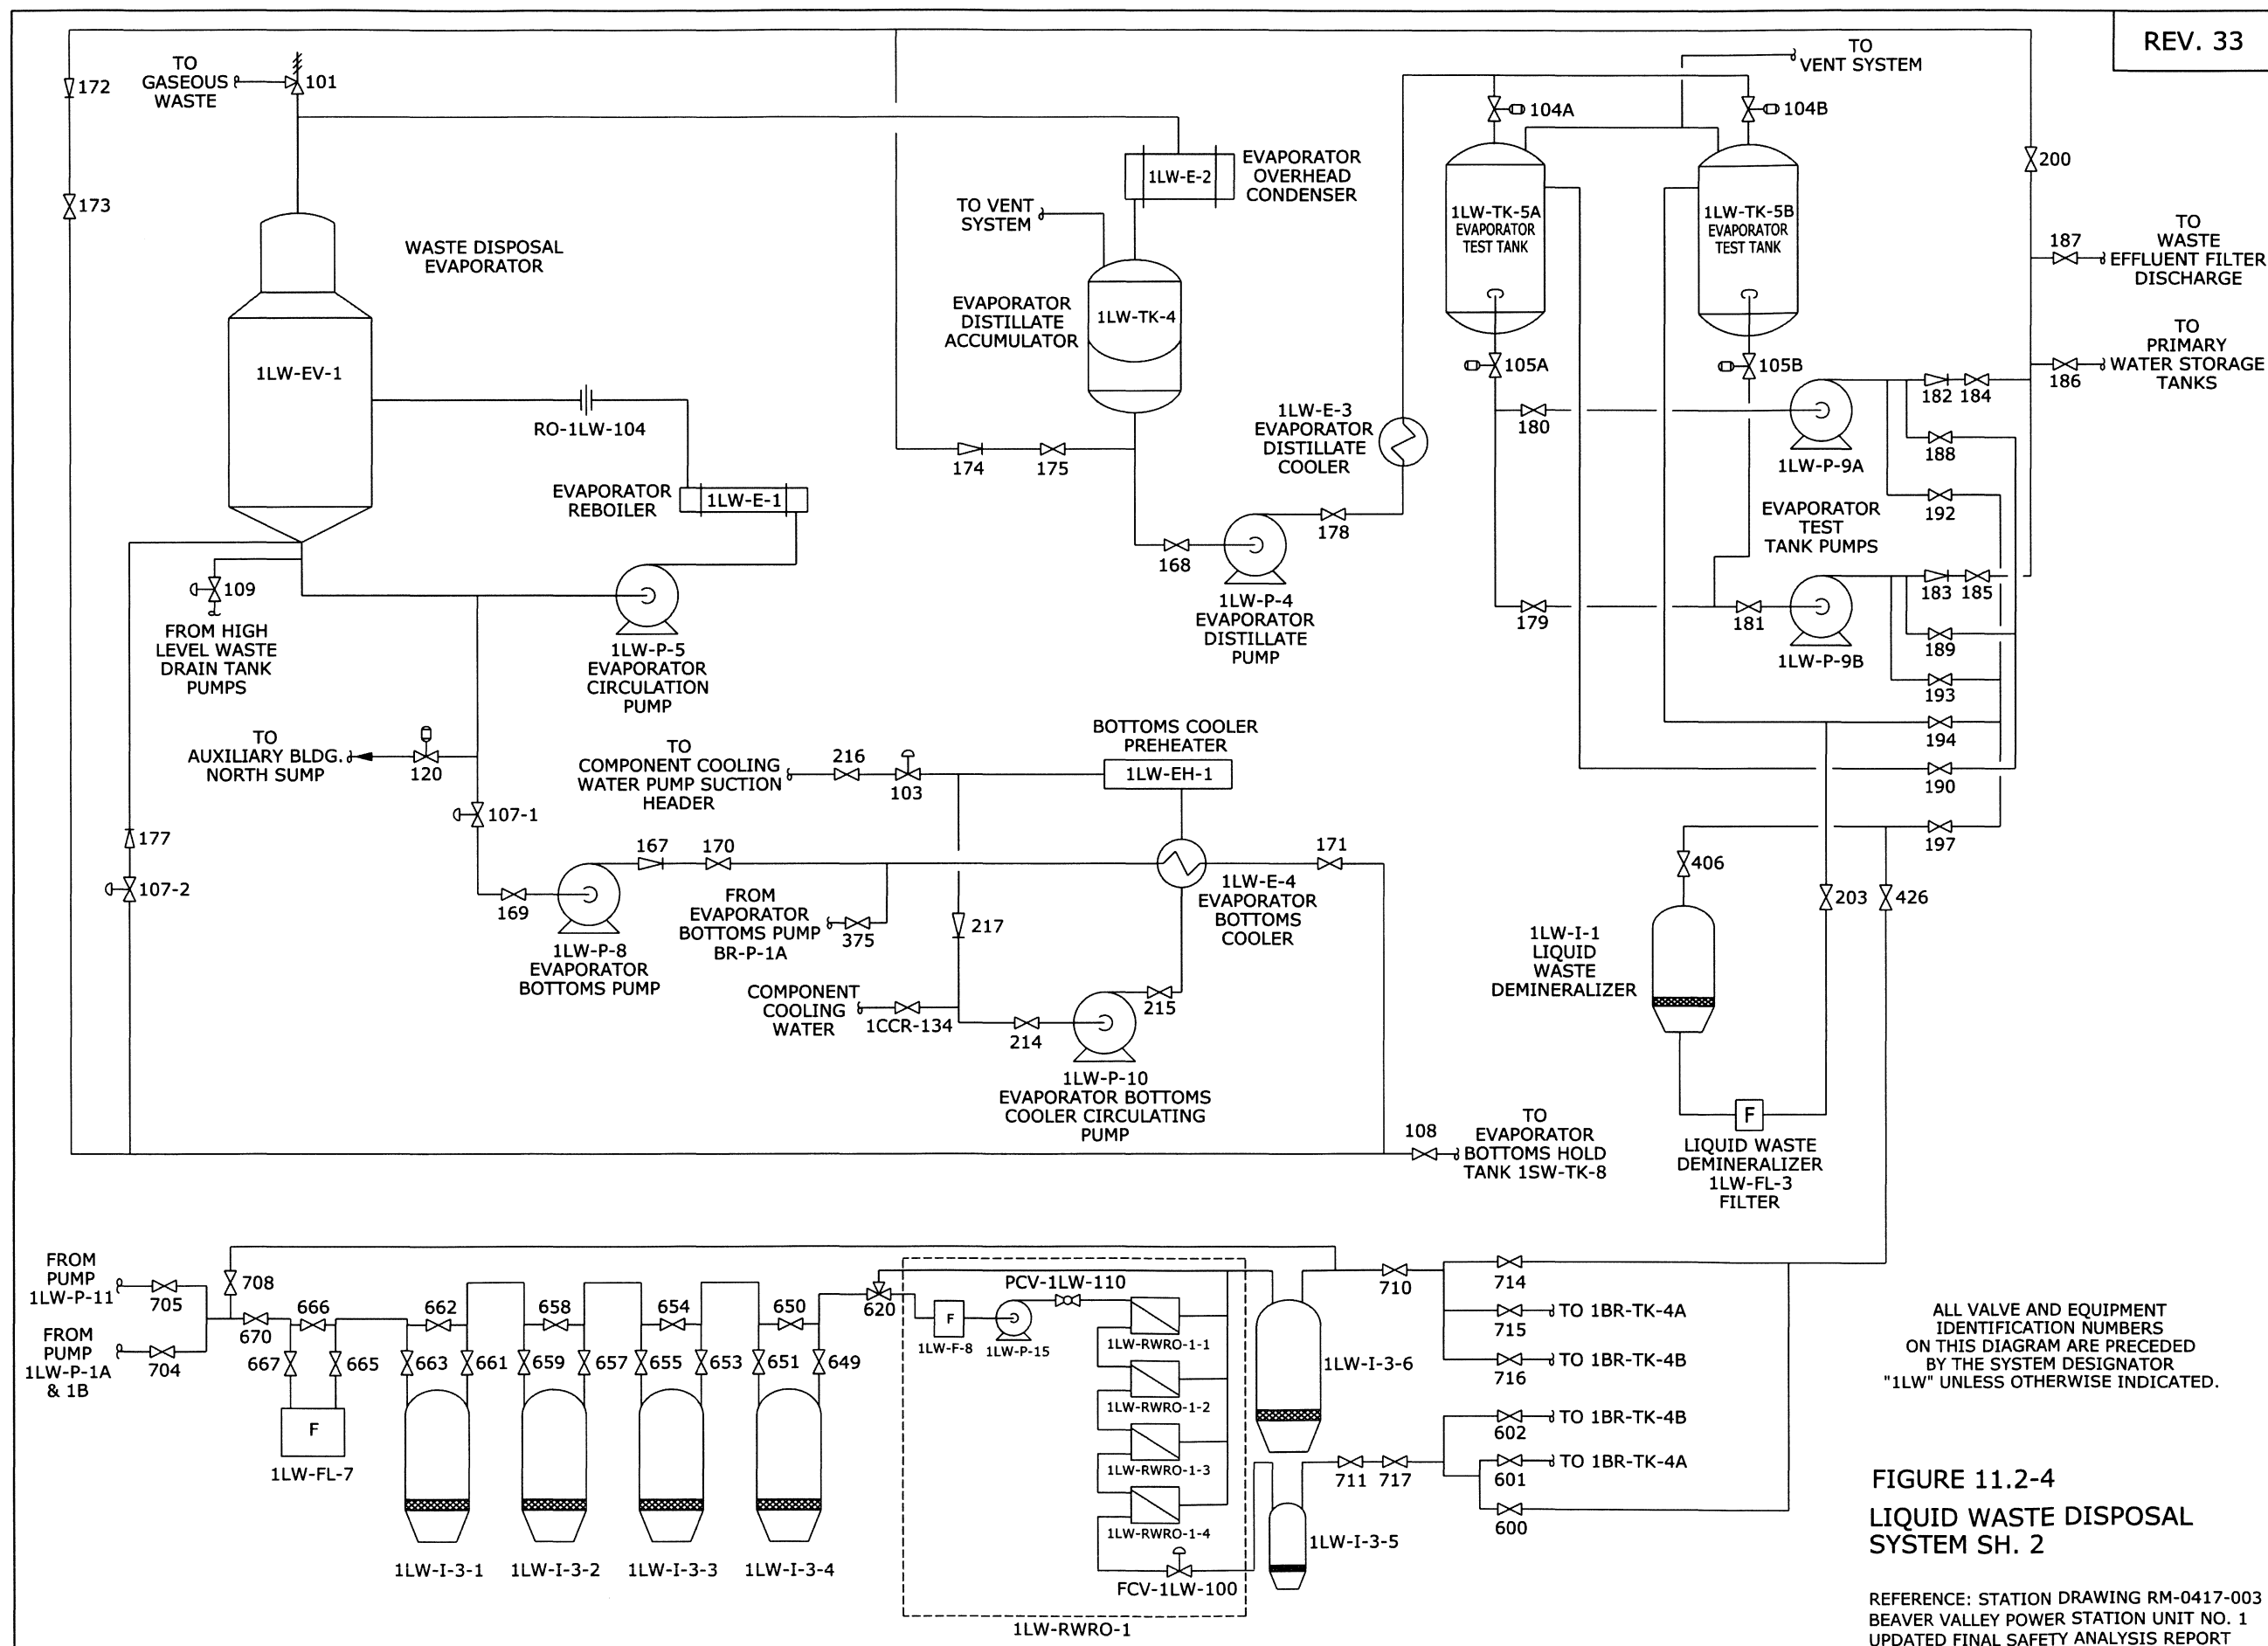 REV. 33
TO
GASEOUS
WASTE
101
172
173
TO
VENT SYSTEM
104A
104B
1LW-E-2
EVAPORATOR
OVERHEAD
CONDENSER
200
TO VENT
SYSTEM
1LW-TK-5A
EVAPORATOR
TEST TANK
1LW-TK-5B
EVAPORATOR
TEST TANK
187
TO
WASTE
EFFLUENT FILTER
DISCHARGE
WASTE DISPOSAL
EVAPORATOR
EVAPORATOR
DISTILLATE
ACCUMULATOR
1LW-TK-4
1LW-EV-1
105A
105B
186
TO
PRIMARY
WATER STORAGE
TANKS
RO-1LW-104
174
175
1LW-E-3
EVAPORATOR
DISTILLATE
COOLER
180
182
184
188
1LW-P-9A
192
EVAPORATOR
REBOILER
1LW-E-1
168
178
1LW-P-4
EVAPORATOR
DISTILLATE
PUMP
EVAPORATOR
TEST
TANK PUMPS
179
181
183
185
189
1LW-P-9B
193
194
190
197
109
FROM HIGH
LEVEL WASTE
DRAIN TANK
PUMPS
1LW-P-5
EVAPORATOR
CIRCULATION
PUMP
TO
AUXILIARY BLDG.
NORTH SUMP
120
TO
COMPONENT COOLING
WATER PUMP SUCTION
HEADER
216
103
BOTTOMS COOLER
PREHEATER
1LW-EH-1
107-1
177
107-2
167
170
171
169
1LW-P-8
EVAPORATOR
BOTTOMS PUMP
FROM
EVAPORATOR
BOTTOMS PUMP
BR-P-1A
375
217
1LW-E-4
EVAPORATOR
BOTTOMS
COOLER
406
203
426
1LW-I-1
LIQUID
WASTE
DEMINERALIZER
COMPONENT
COOLING
WATER
1CCR-134
214
215
1LW-P-10
EVAPORATOR BOTTOMS
COOLER CIRCULATING
PUMP
108
TO
EVAPORATOR
BOTTOMS HOLD
TANK 1SW-TK-8
F
LIQUID WASTE
DEMINERALIZER
1LW-FL-3
FILTER
FROM
PUMP
1LW-P-11
705
708
FROM
PUMP
1LW-P-1A
& 1B
704
670
666
667
665
F
1LW-FL-7
662
663
661
1LW-I-3-1
658
659
657
1LW-I-3-2
654
655
653
1LW-I-3-3
650
651
649
1LW-I-3-4
620
F
1LW-F-8
1LW-P-15
PCV-1LW-110
1LW-RWRO-1-1
1LW-RWRO-1-2
1LW-RWRO-1-3
1LW-RWRO-1-4
FCV-1LW-100
1LW-RWRO-1
1LW-I-3-6
1LW-I-3-5
710
714
715
TO 1BR-TK-4A
716
TO 1BR-TK-4B
711
717
602
TO 1BR-TK-4B
601
TO 1BR-TK-4A
600
ALL VALVE AND EQUIPMENT
IDENTIFICATION NUMBERS
ON THIS DIAGRAM ARE PRECEDED
BY THE SYSTEM DESIGNATOR
"1LW" UNLESS OTHERWISE INDICATED.
FIGURE 11.2-4
LIQUID WASTE DISPOSAL
SYSTEM SH. 2
REFERENCE: STATION DRAWING RM-0417-003
BEAVER VALLEY POWER STATION UNIT NO. 1
UPDATED FINAL SAFETY ANALYSIS REPORT